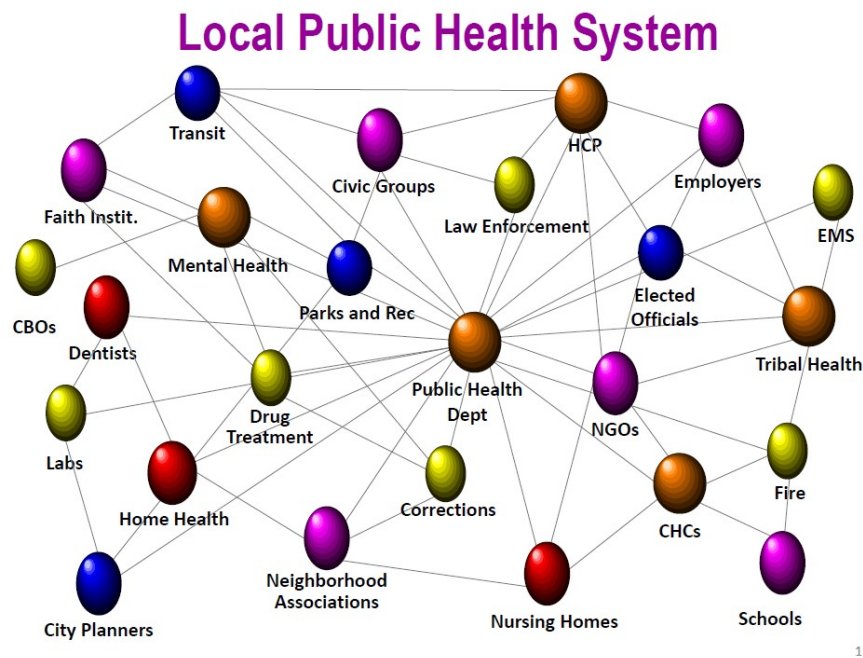 Local Public Health System
Transit
HCP
Civic Groups
Employers
Faith Instit.
Law Enforcement
EMS
Mental Health
Parks and Rec
Elected
Officials
CBOs
Dentists
Public Health
Dept
Tribal Health
Drug
Treatment
NGOs
Labs
Home Health
Corrections
CHCs
Fire
Neighborhood
Associations
City Planners
Nursing Homes
Schools
1